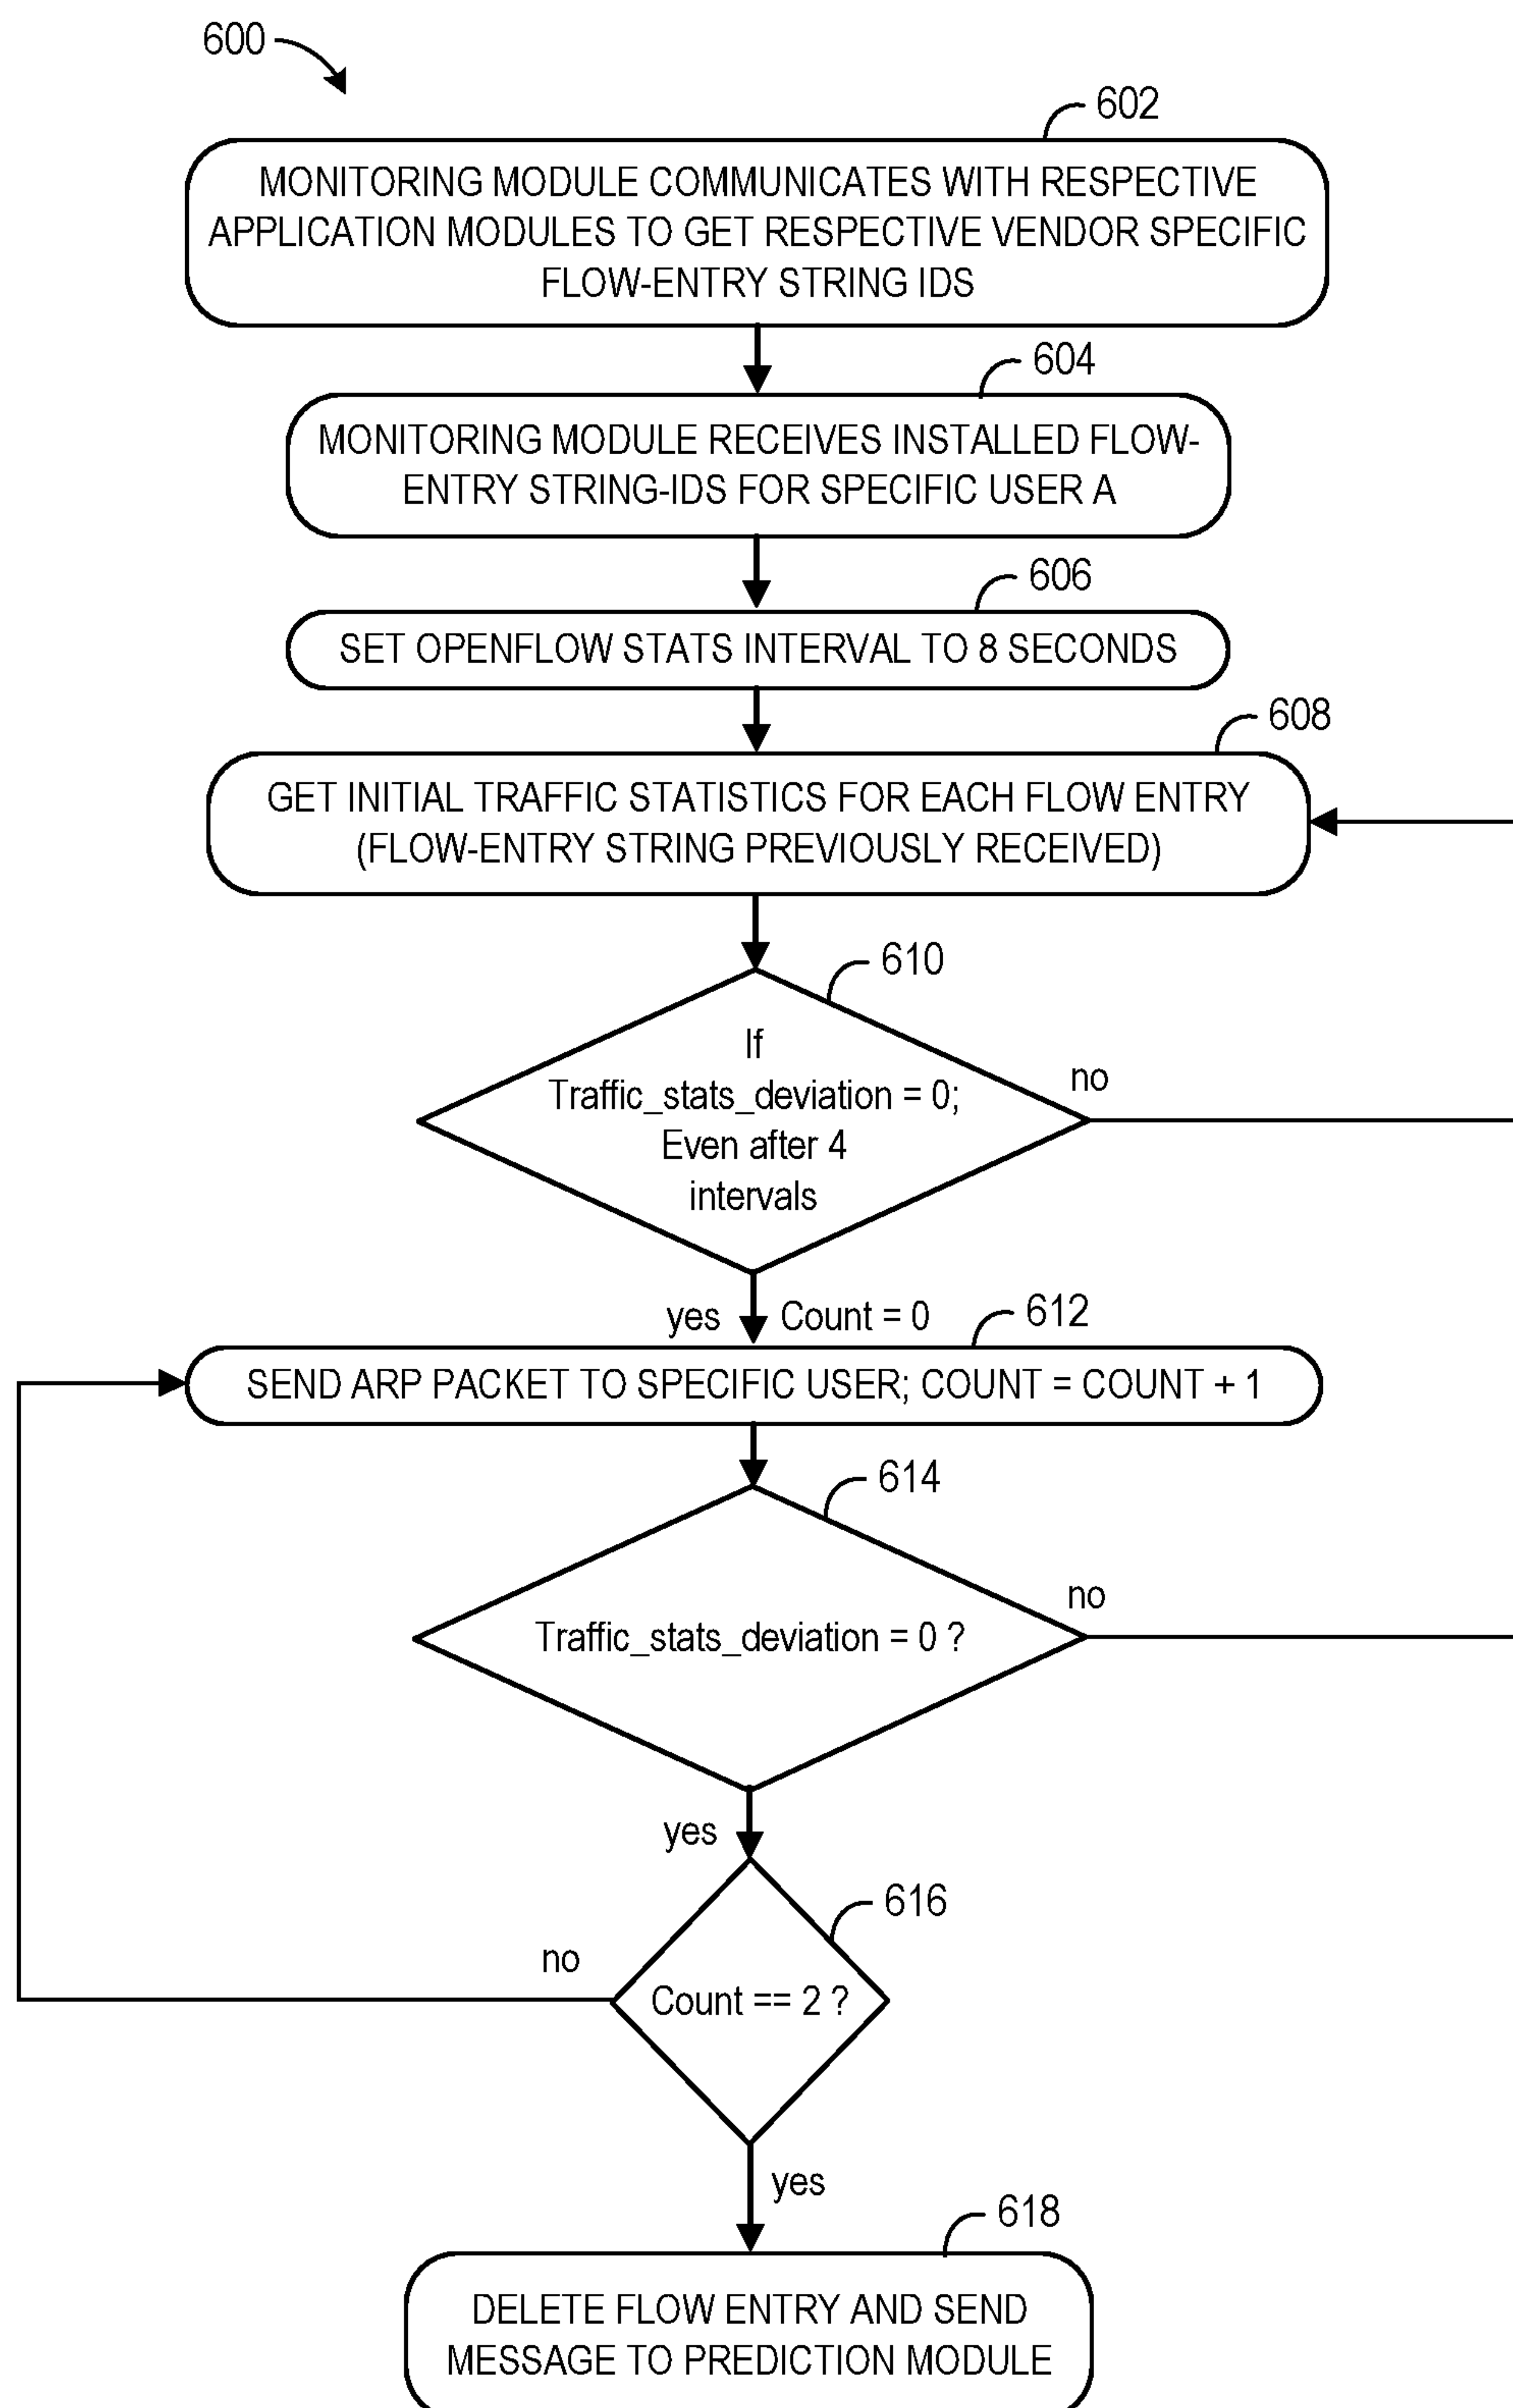 600
602
MONITORING MODULE COMMUNICATES WITH RESPECTIVE
APPLICATION MODULES TO GET RESPECTIVE VENDOR SPECIFIC
FLOW-ENTRY STRING IDS
604
MONITORING MODULE RECEIVES INSTALLED FLOW-
ENTRY STRING-IDS FOR SPECIFIC USER A
606
SET OPENFLOW STATS INTERVAL TO 8 SECONDS
608
GET INITIAL TRAFFIC STATISTICS FOR EACH FLOW ENTRY
(FLOW-ENTRY STRING PREVIOUSLY RECEIVED)
610
If
Traffic_stats_deviation = 0;
Even after 4
intervals
no
yes
Count = 0
612
SEND ARP PACKET TO SPECIFIC USER; COUNT = COUNT + 1
614
Traffic_stats_deviation = 0 ?
no
yes
616
Count == 2 ?
no
yes
618
DELETE FLOW ENTRY AND SEND
MESSAGE TO PREDICTION MODULE